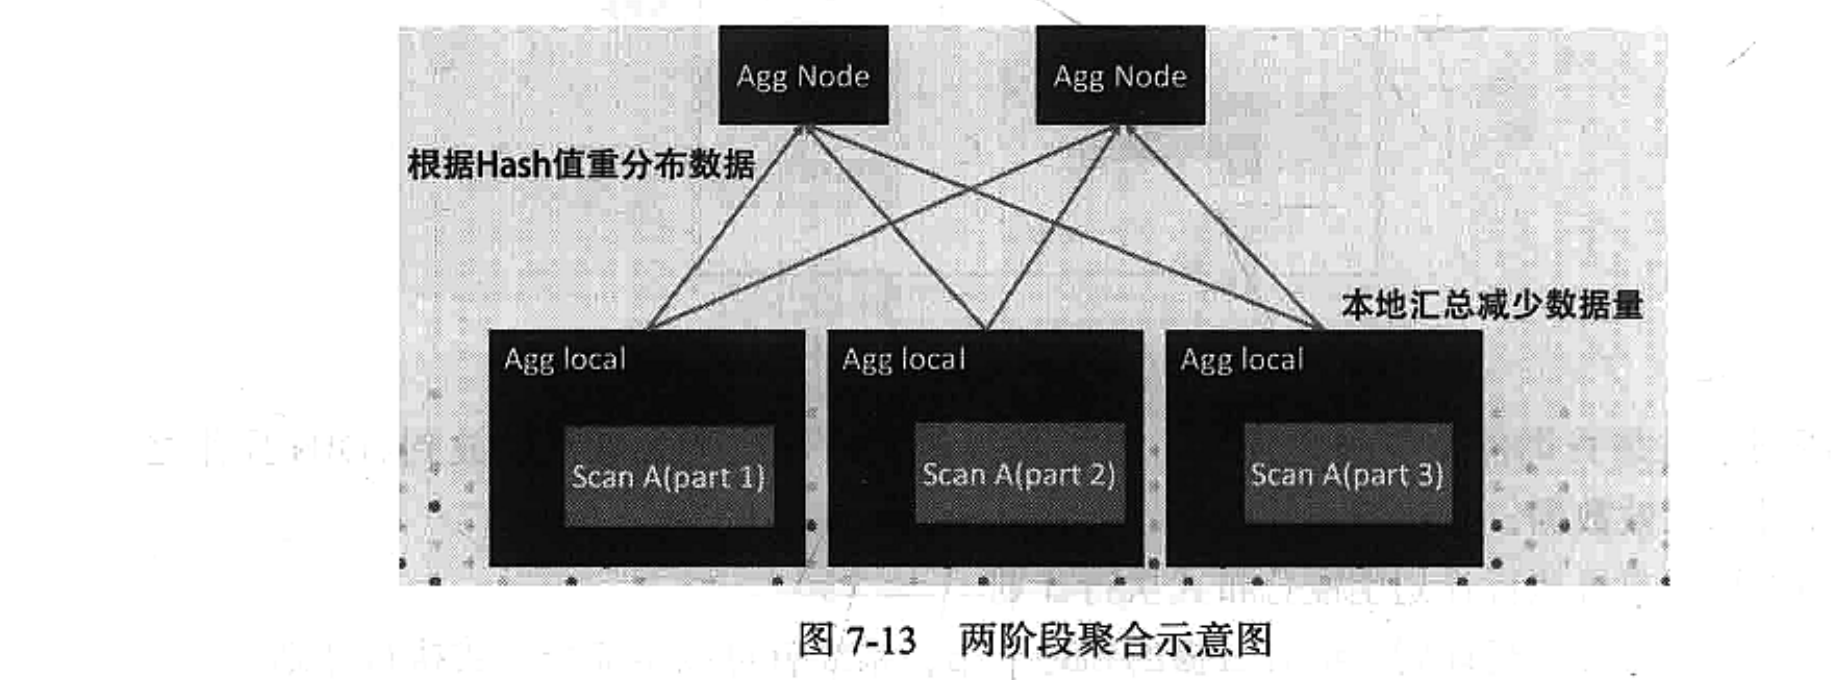 Agg Node
Agg Node
根据Hash值重分布数据
本地汇总减少数据量
Agg local
Agg local
Agg local
Scan A(part 1)
Scan A(part 2)
Scan A(part 3)
图 7-13 两阶段聚合示意图